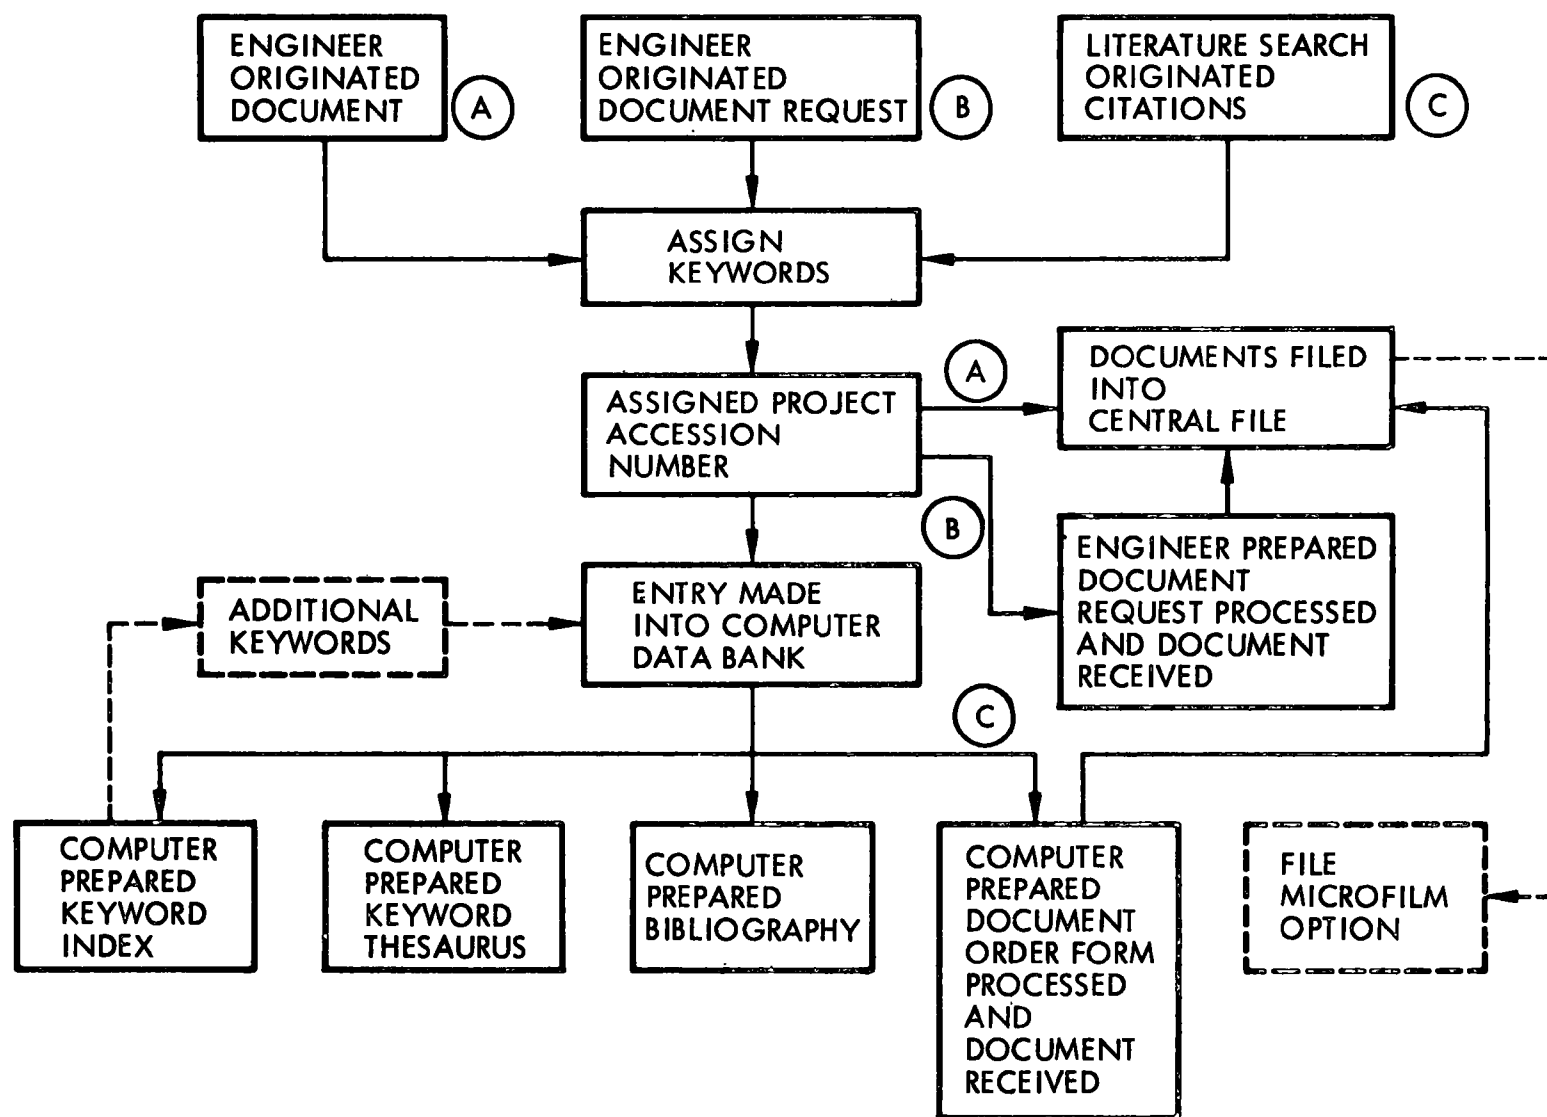 ENGINEER
ORIGINATED
DOCUMENT
A
ENGINEER
ORIGINATED
DOCUMENT REQUEST
B
LITERATURE SEARCH
ORIGINATED
CITATIONS
C
ASSIGN
KEYWORDS
ASSIGNED PROJECT
ACCESSION
NUMBER
A
DOCUMENTS FILED
INTO
CENTRAL FILE
B
ENGINEER PREPARED
DOCUMENT
REQUEST PROCESSED
AND DOCUMENT
RECEIVED
ADDITIONAL
KEYWORDS
ENTRY MADE
INTO COMPUTER
DATA BANK
C
COMPUTER
PREPARED
KEYWORD
INDEX
COMPUTER
PREPARED
KEYWORD
THESAURUS
COMPUTER
PREPARED
BIBLIOGRAPHY
COMPUTER
PREPARED
DOCUMENT
ORDER FORM
PROCESSED
AND
DOCUMENT
RECEIVED
FILE
MICROFILM
OPTION